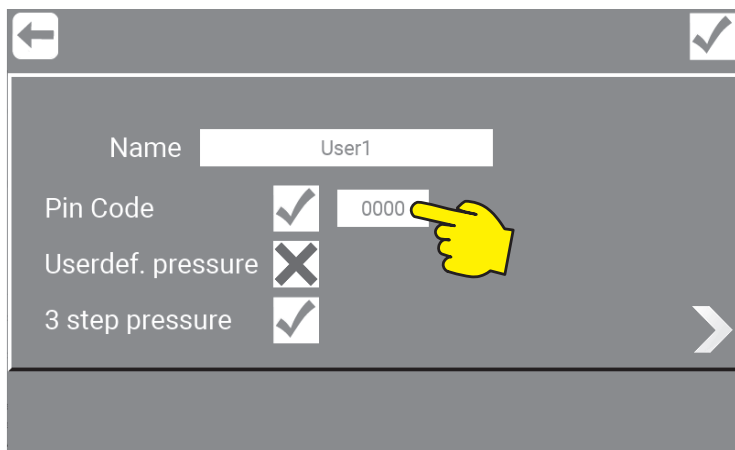 Name User1
Pin Code 0000
Userdef. pressure
3 step pressure